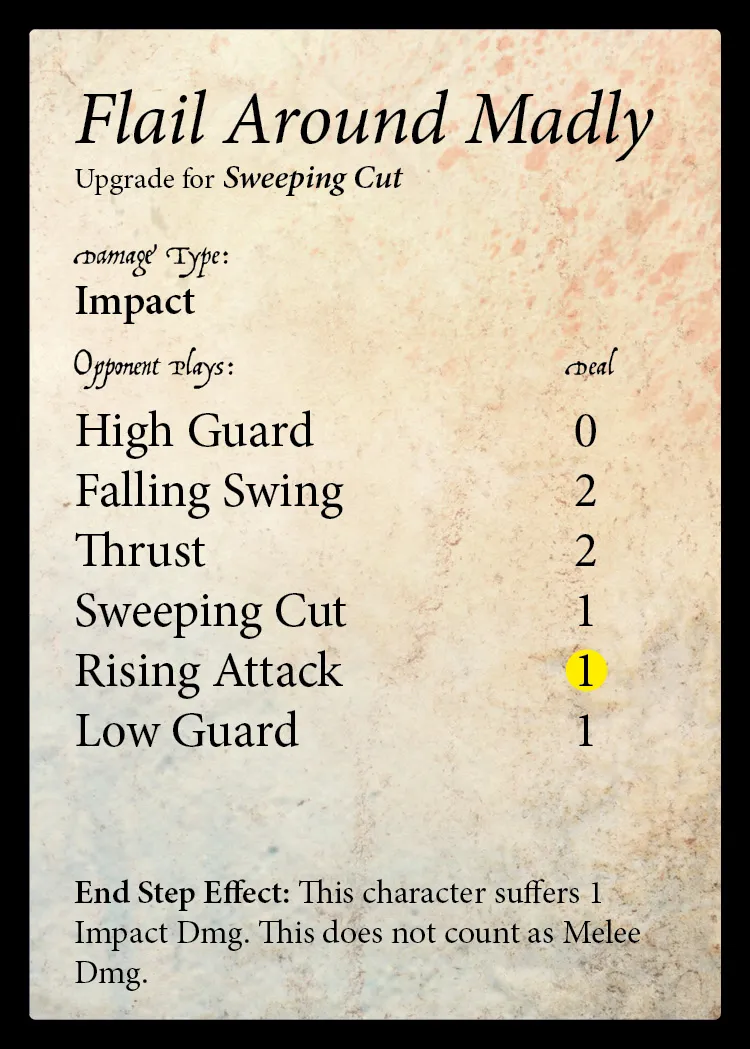 Flail Around Madly
Upgrade for Sweeping Cut
Damage Type:
Impact
Opponent Plays: Deal
High Guard 0
Falling Swing 2
Thrust 2
Sweeping Cut 1
Rising Attack 1
Low Guard 1
End Step Effect: This character suffers 1
Impact Dmg. This does not count as Melee
Dmg.